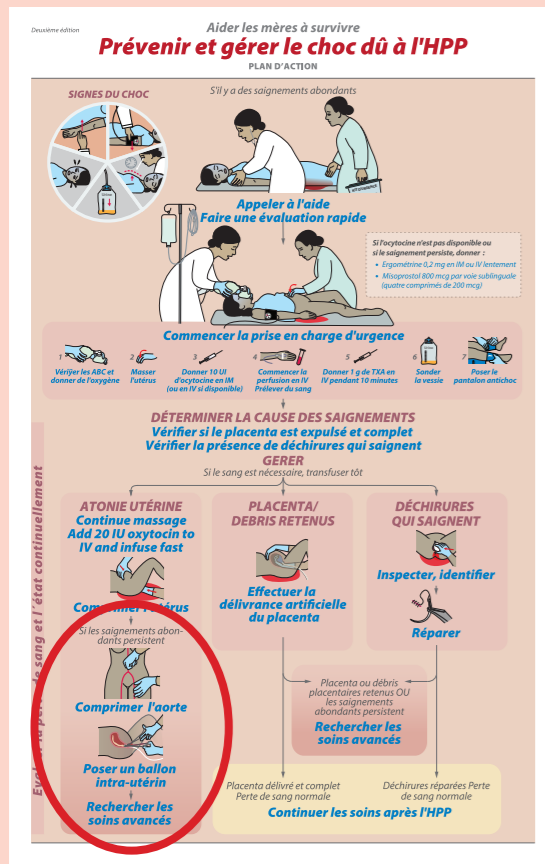 Deuxième édition
Aider les mères à survivre
Prévenir et gérer le choc dû à l'HPP
PLAN D'ACTION
SIGNES DU CHOC
S'il y a des saignements abondants
Appeler à l'aide
Faire une évaluation rapide
Si l'ocytocine n'est pas disponible ou
si le saignement persiste, donner :
• Ergométrine 0,2 mg en IM ou IV lentement
• Misoprostol 800 mcg par voie sublinguale
(quatre comprimés de 200 mcg)
Commencer la prise en charge d'urgence
1
Vérifier les ABC et
donner de l'oxygène
2
Masser
l'utérus
3
Donner 10 UI
d'ocytocine en IM
(ou en IV si disponible)
4
Commencer la
perfusion en IV
Prélever du sang
5
Donner 1 g de TXA en
IV pendant 10 minutes
6
Sonder
la vessie
7
Poser le
pantalon antichoc
DÉTERMINER LA CAUSE DES SAIGNEMENTS
Vérifier si le placenta est expulsé et complet
Vérifier la présence de déchirures qui saignent
GERER
Si le sang est nécessaire, transfuser tôt
ATONIE UTÉRINE
Continue massage
Add 20 IU oxytocin to
IV and infuse fast
Comprimer l'utérus
Si les saignements abon-
dants persistent
Comprimer l'aorte
Poser un ballon
intra-utérin
Rechercher les
soins avancés
PLACENTA/
DEBRIS RETENUS
Effectuer la
délivrance artificielle
du placenta
DÉCHIRURES
QUI SAIGNENT
Inspecter, identifier
Réparer
Placenta ou débris
placentaires retenus OU
les saignements
abondants persistent
Rechercher les
soins avancés
Placenta délivré et complet
Perte de sang normale
Déchirures réparées Perte
de sang normale
Continuer les soins après l'HPP
de sang et l'état continuellement